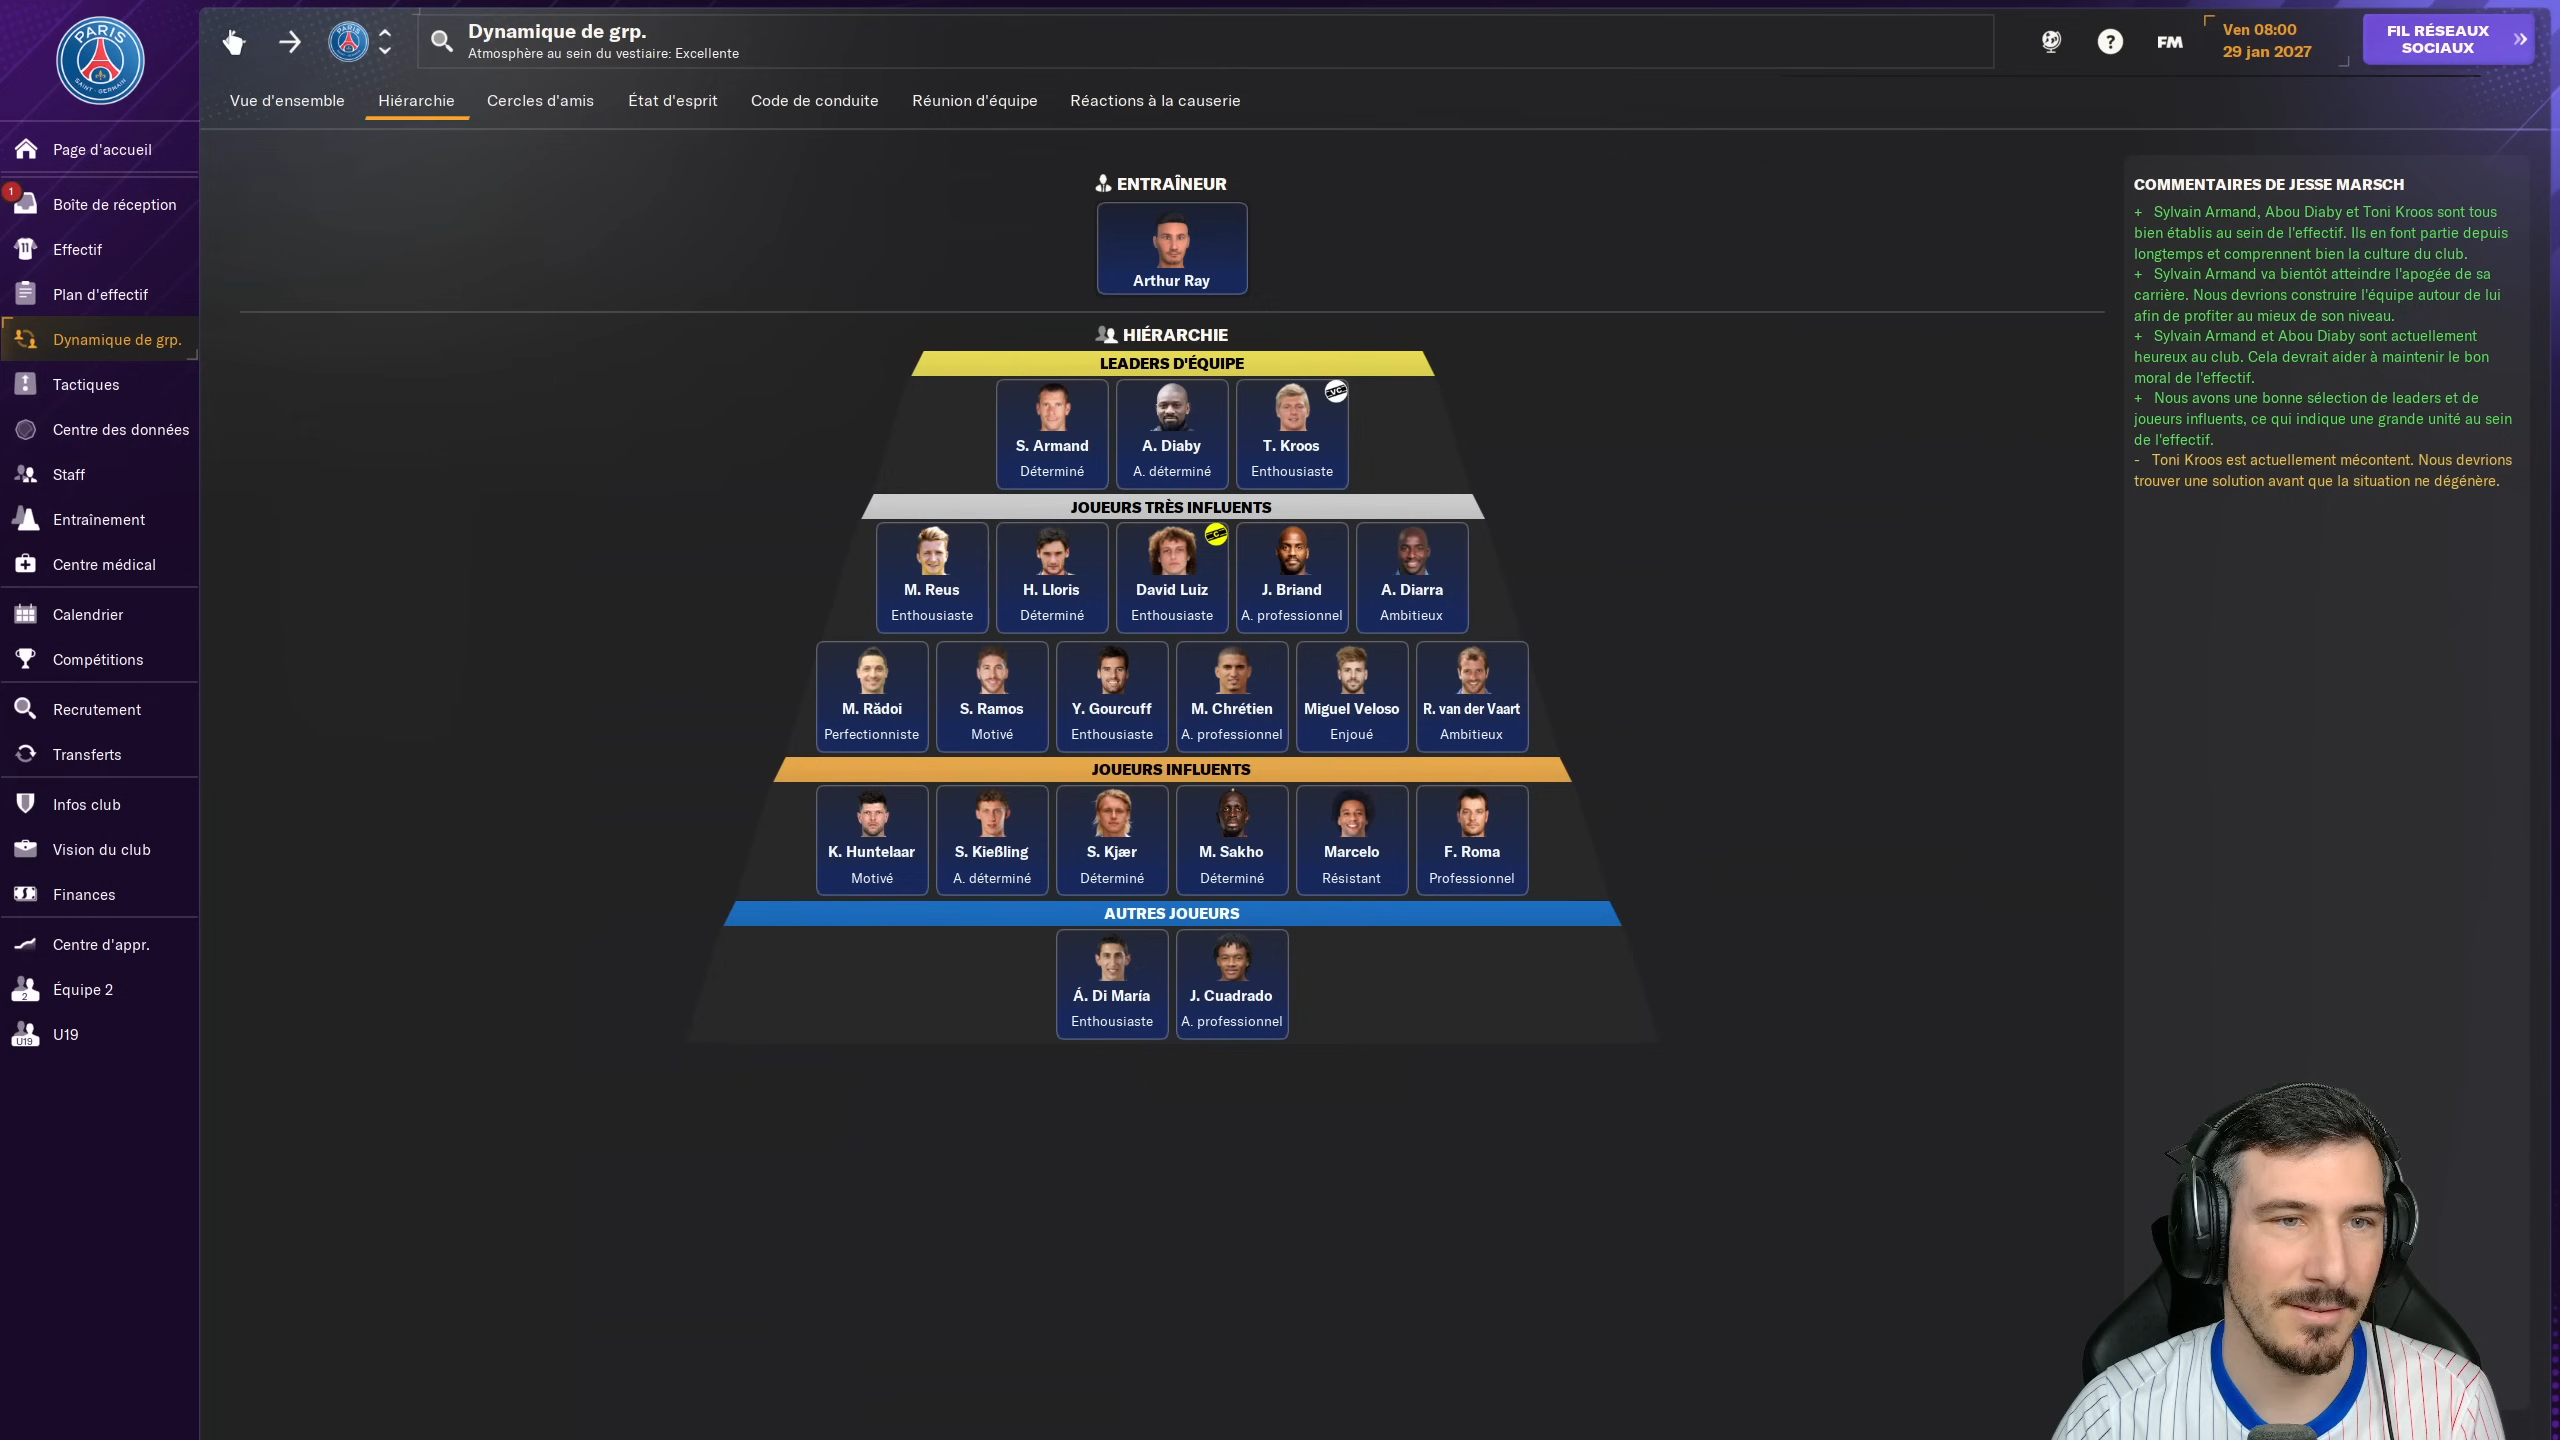 PARIS
SAINT-GERMAIN
Dynamique de grp.
Atmosphère au sein du vestiaire: Excellente
FM
Ven 08:00
29 jan 2027
FIL RÉSEAUX
SOCIAUX
Vue d'ensemble
Hiérarchie
Cercles d'amis
État d'esprit
Code de conduite
Réunion d'équipe
Réactions à la causerie
Page d'accueil
1
Boîte de réception
11
Effectif
Plan d'effectif
Dynamique de grp.
Tactiques
Centre des données
Staff
Entraînement
Centre médical
Calendrier
Compétitions
Recrutement
Transferts
Infos club
Vision du club
Finances
Centre d'appr.
2
Équipe 2
U19
U19
ENTRAÎNEUR
Arthur Ray
HIÉRARCHIE
LEADERS D'ÉQUIPE
VC
S. Armand
A. Diaby
T. Kroos
Déterminé
A. déterminé
Enthousiaste
JOUEURS TRÈS INFLUENTS
C
M. Reus
H. Lloris
David Luiz
J. Briand
A. Diarra
Enthousiaste
Déterminé
Enthousiaste
A. professionnel
Ambitieux
M. Rădoi
S. Ramos
Y. Gourcuff
M. Chrétien
Miguel Veloso
R. van der Vaart
Perfectionniste
Motivé
Enthousiaste
A. professionnel
Enjoué
Ambitieux
JOUEURS INFLUENTS
K. Huntelaar
S. Kießling
S. Kjær
M. Sakho
Marcelo
F. Roma
Motivé
A. déterminé
Déterminé
Déterminé
Résistant
Professionnel
AUTRES JOUEURS
Á. Di María
J. Cuadrado
Enthousiaste
A. professionnel
COMMENTAIRES DE JESSE MARSCH
+ Sylvain Armand, Abou Diaby et Toni Kroos sont tous
bien établis au sein de l'effectif. Ils en font partie depuis
longtemps et comprennent bien la culture du club.
+ Sylvain Armand va bientôt atteindre l'apogée de sa
carrière. Nous devrions construire l'équipe autour de lui
afin de profiter au mieux de son niveau.
+ Sylvain Armand et Abou Diaby sont actuellement
heureux au club. Cela devrait aider à maintenir le bon
moral de l'effectif.
+ Nous avons une bonne sélection de leaders et de
joueurs influents, ce qui indique une grande unité au sein
de l'effectif.
- Toni Kroos est actuellement mécontent. Nous devrions
trouver une solution avant que la situation ne dégénère.